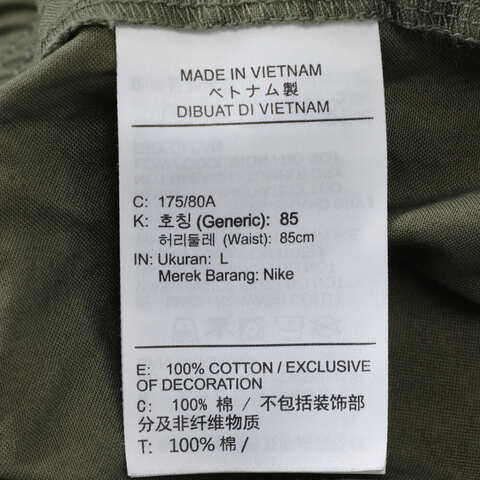 MADE IN VIETNAM
ベトナム製
DIBUAT DI VIETNAM
C: 175/80A
K: 호칭 (Generic): 85
허리둘레 (Waist): 85cm
IN: Ukuran: L
Merek Barang: Nike
E: 100% COTTON / EXCLUSIVE
OF DECORATION
C: 100% 棉 / 不包括装饰部
分及非纤维物质
T: 100% 棉 /